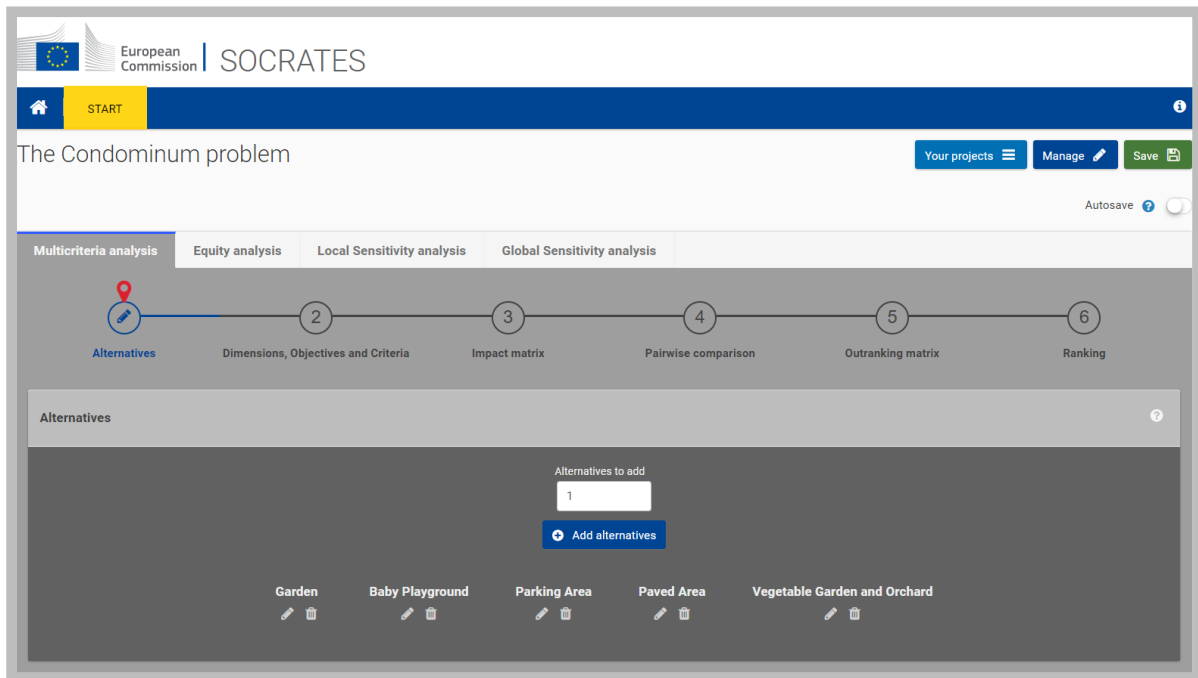 European
Commission
SOCRATES
START
The Condominum problem
Your projects
Manage
Save
Autosave
Multicriteria analysis
Equity analysis
Local Sensitivity analysis
Global Sensitivity analysis
2
3
4
5
6
Alternatives
Dimensions, Objectives and Criteria
Impact matrix
Pairwise comparison
Outranking matrix
Ranking
Alternatives
?
Alternatives to add
1
Add alternatives
Garden
Baby Playground
Parking Area
Paved Area
Vegetable Garden and Orchard